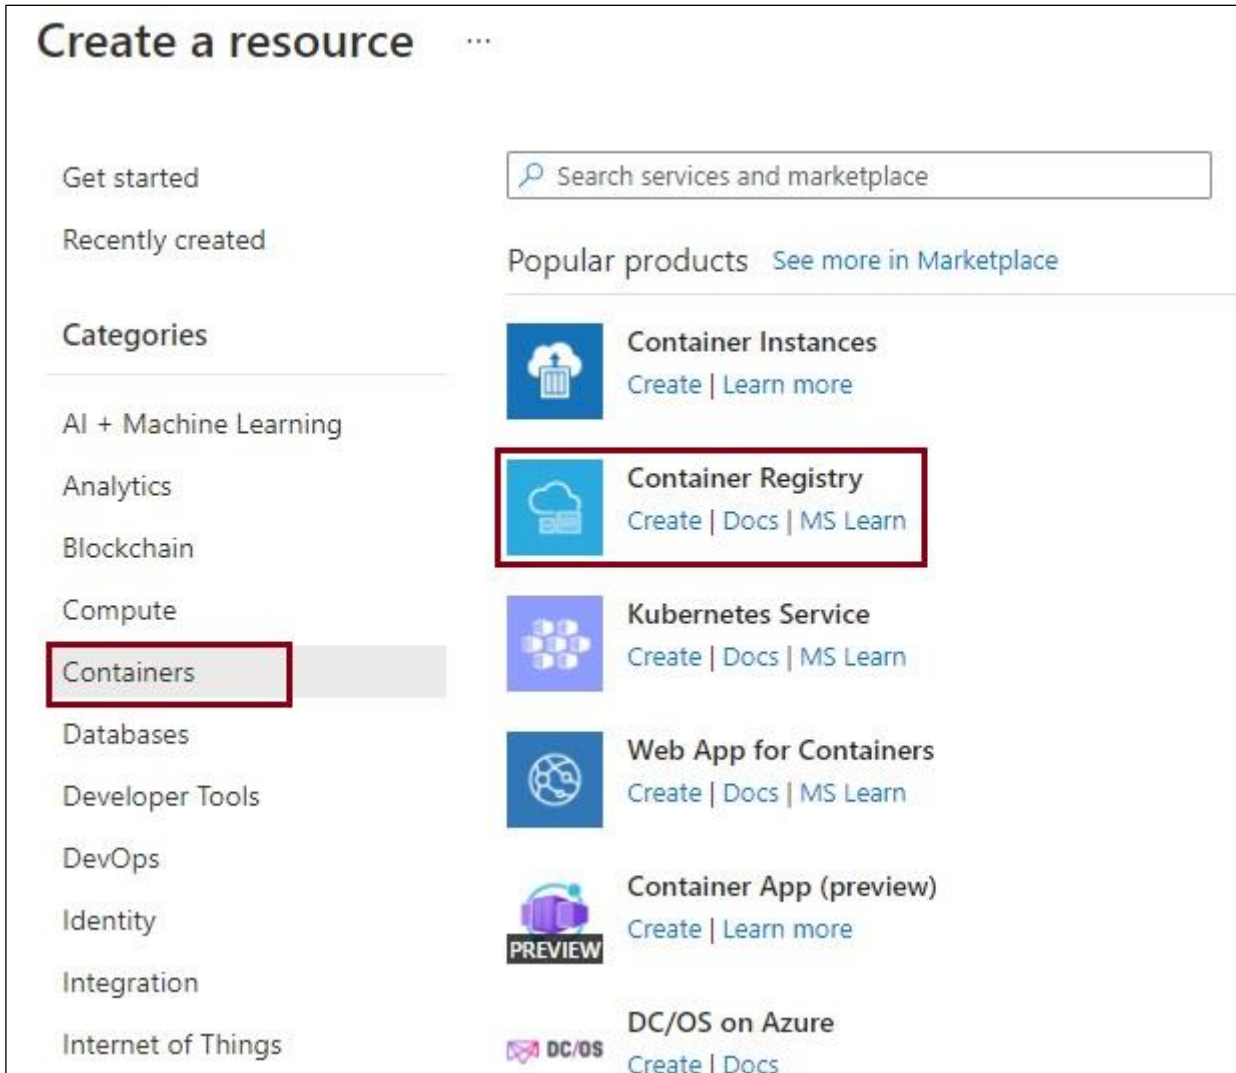 Create a resource ...
Get started
Recently created
Categories
AI + Machine Learning
Analytics
Blockchain
Compute
Containers
Databases
Developer Tools
DevOps
Identity
Integration
Internet of Things
Search services and marketplace
Popular products See more in Marketplace
Container Instances
Create | Learn more
Container Registry
Create | Docs | MS Learn
Kubernetes Service
Create | Docs | MS Learn
Web App for Containers
Create | Docs | MS Learn
PREVIEW
Container App (preview)
Create | Learn more
DC/OS
DC/OS on Azure
Create | Docs